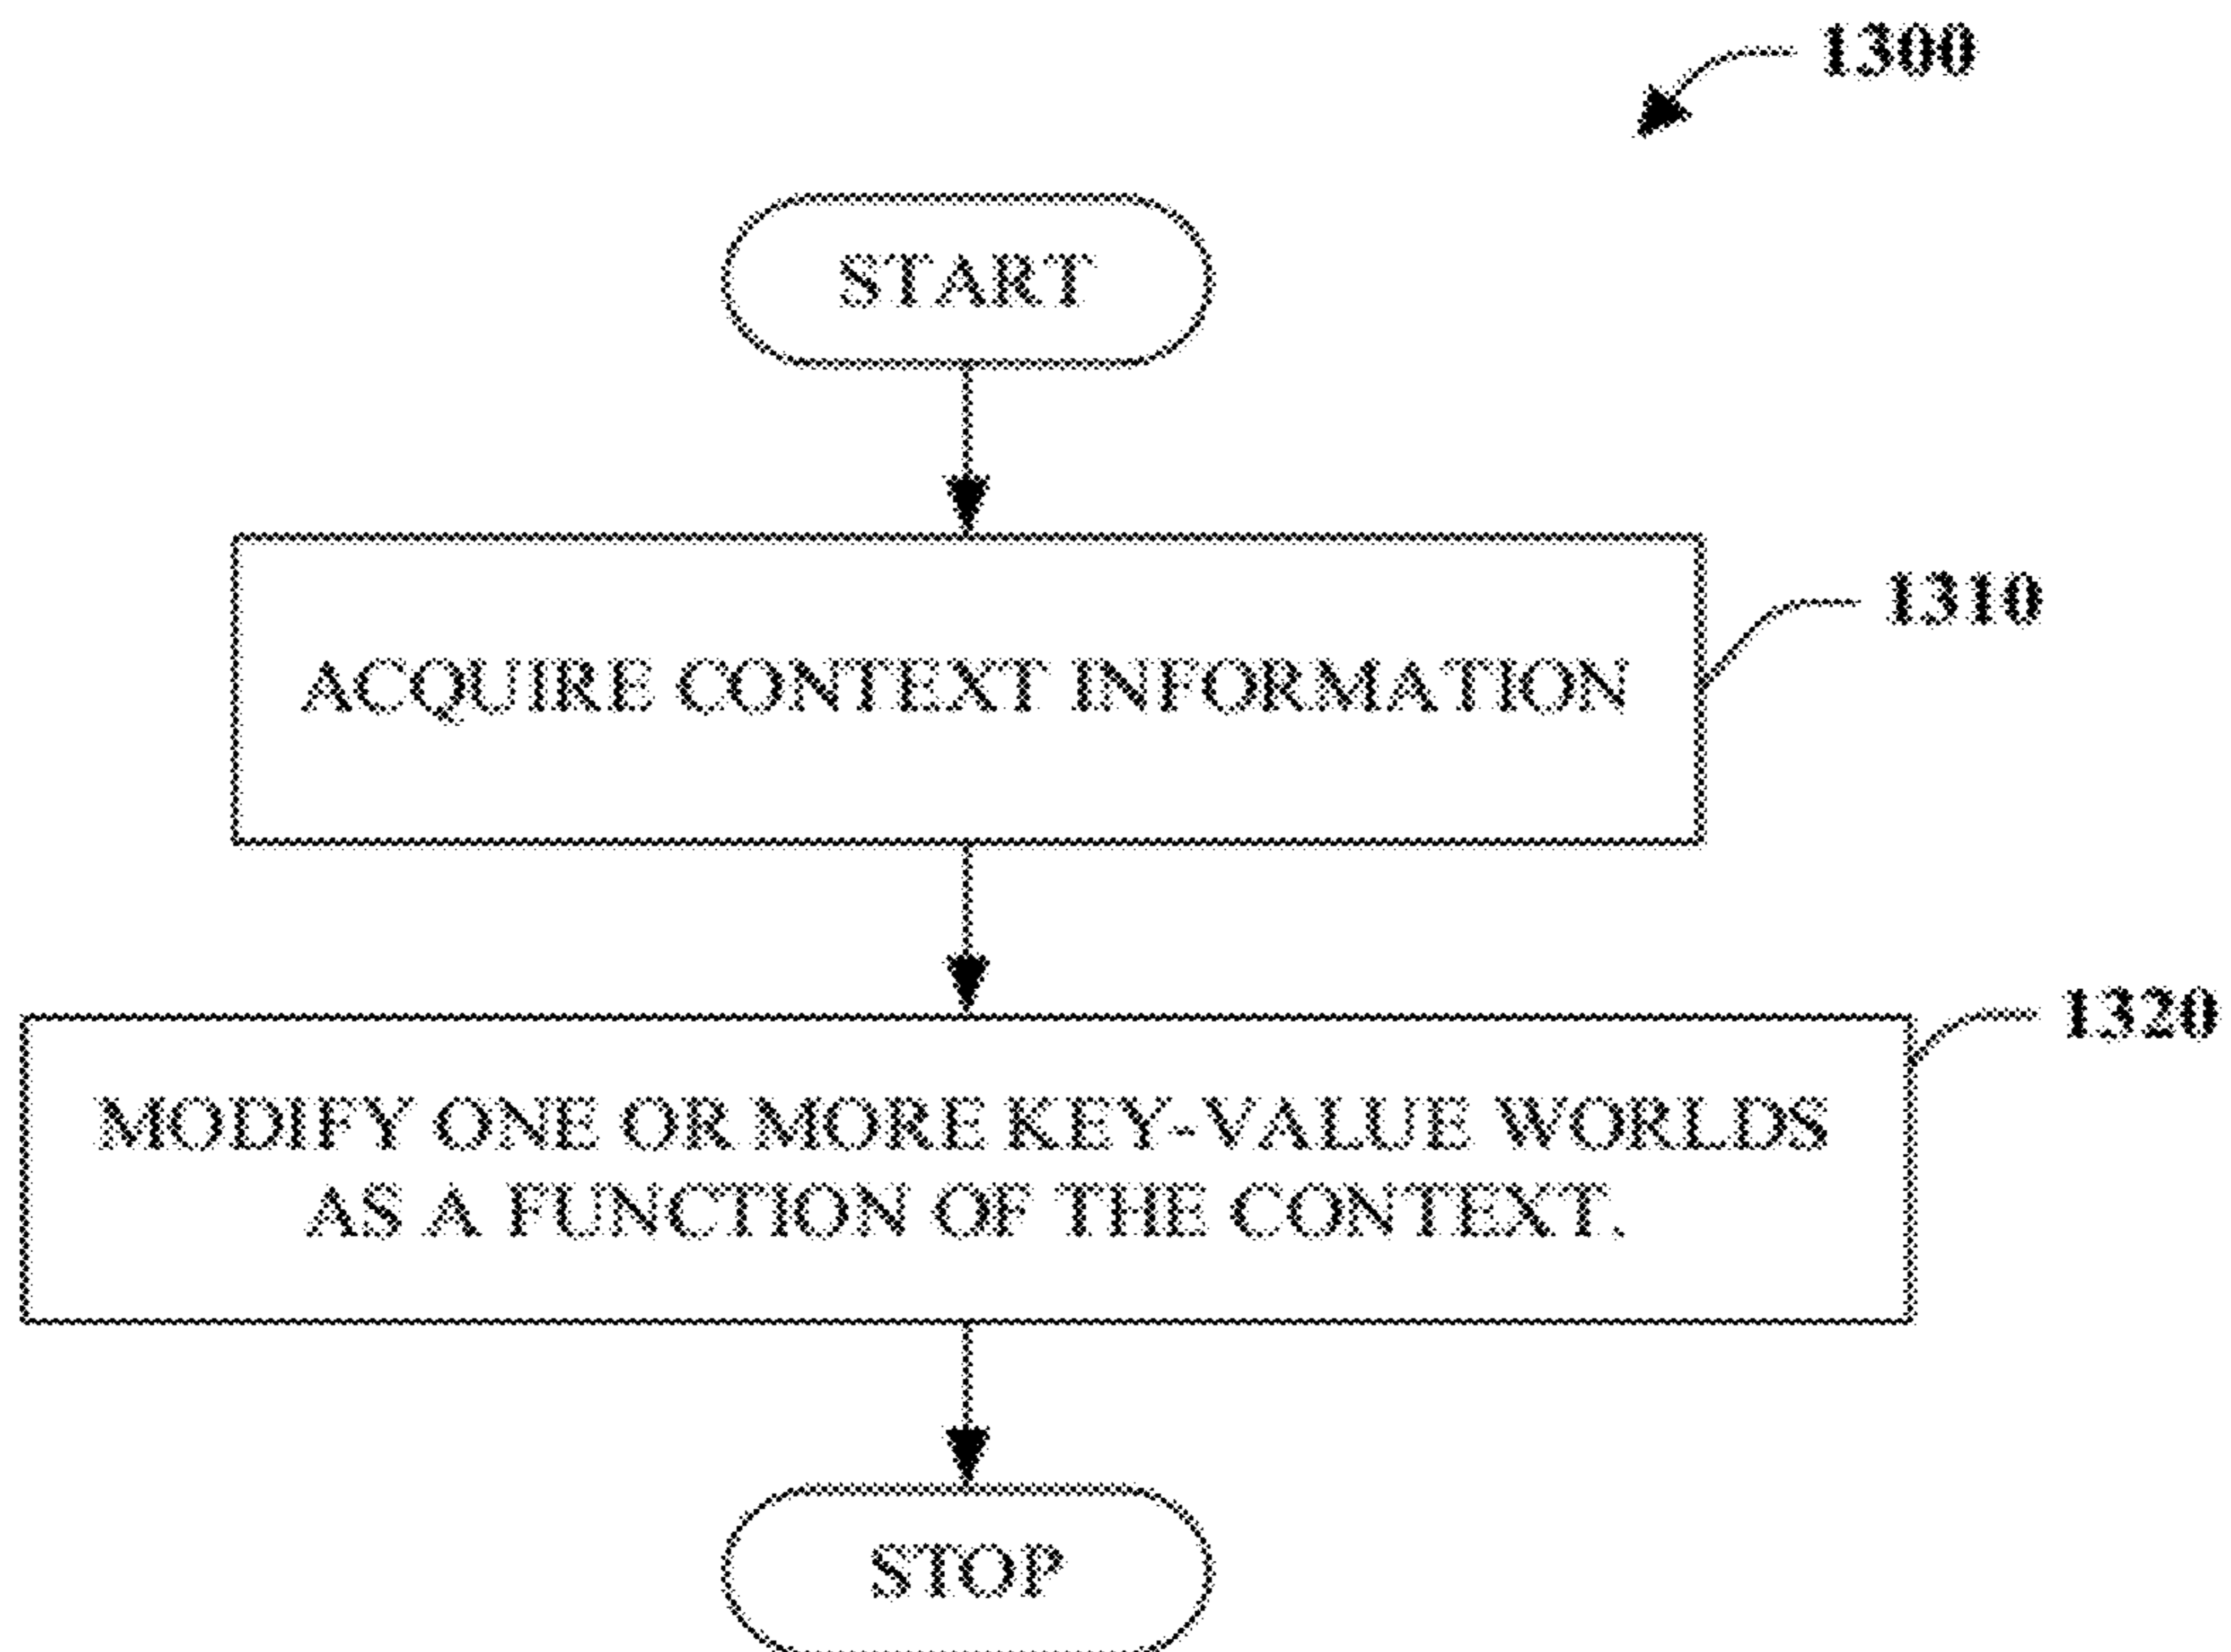 1300
START
ACQUIRE CONTEXT INFORMATION
1310
MODIFY ONE OR MORE KEY-VALUE WORLDS
AS A FUNCTION OF THE CONTEXT.
1320
STOP